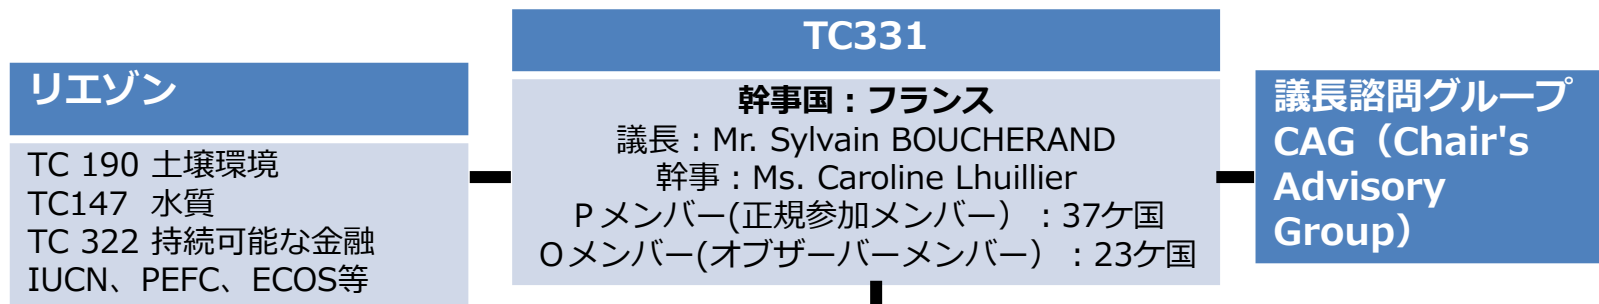 リエゾン
TC 190 土壌環境
TC147 水質
TC 322 持続可能な金融
IUCN、PEFC、ECOS等
TC331
幹事国：フランス
議長：Mr. Sylvain BOUCHERAND
幹事：Ms. Caroline Lhuillier
Ｐメンバー(正規参加メンバー）：37ケ国
Ｏメンバー(オブザーバーメンバー）：23ケ国
議長諮問グループ
CAG（Chair's
Advisory
Group）